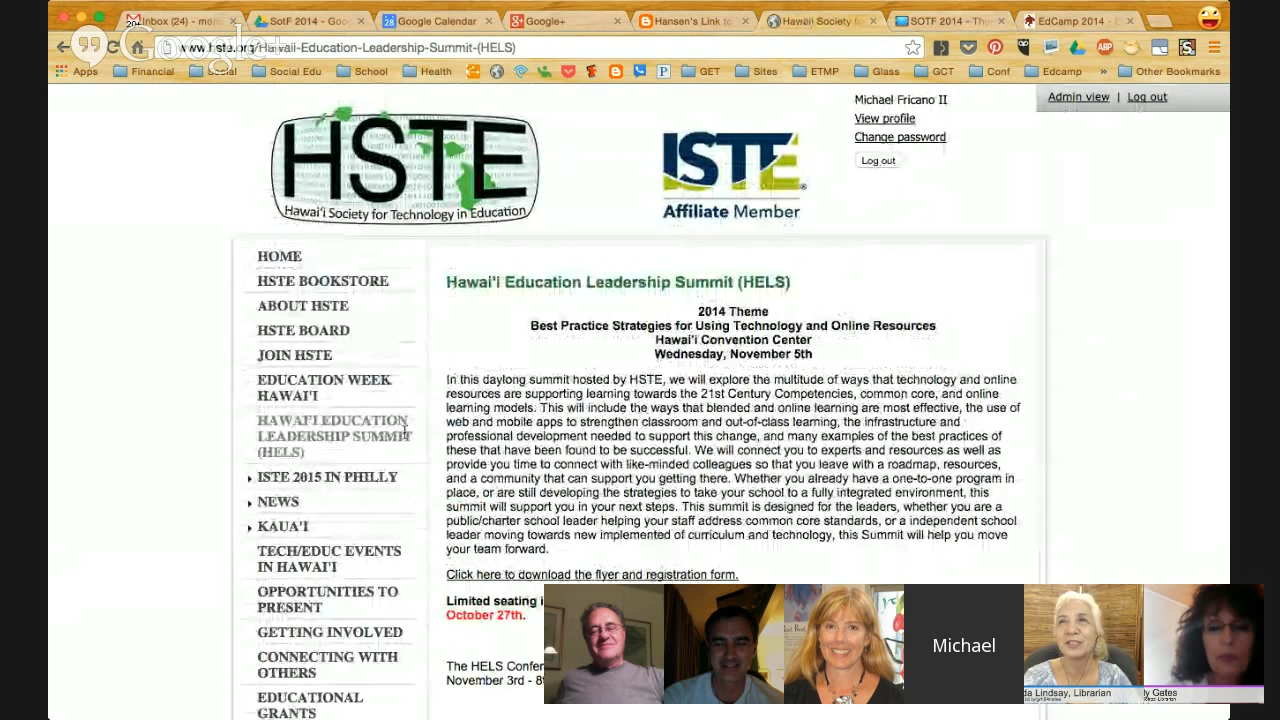 Inbox (24) - mons
SotF 2014 - Goo
Google Calendar
Google+
Hansen's Link to
Hawaii Society fo
SOTF 2014 - The
EdCamp 2014 -
Google+
www.hste.org/Hawaii-Education-Leadership-Summit-(HELS)
Apps
Financial
Social
Social Edu
School
Health
GET
Sites
ETMP
Glass
GCT
Conf
Edcamp
»
Other Bookmarks
Michael Fricano II
View profile
Change password
Log out
Admin view | Log out
HSTE
Hawai'i Society for Technology in Education
ISTE
Affiliate Member
HOME
HSTE BOOKSTORE
ABOUT HSTE
HSTE BOARD
JOIN HSTE
EDUCATION WEEK
HAWAI'I
HAWAI'I EDUCATION
LEADERSHIP SUMMIT
(HELS)
ISTE 2015 IN PHILLY
NEWS
KAUA'I
TECH/EDUC EVENTS
IN HAWAI'I
OPPORTUNITIES TO
PRESENT
GETTING INVOLVED
CONNECTING WITH
OTHERS
EDUCATIONAL
GRANTS
Hawai'i Education Leadership Summit (HELS)
2014 Theme
Best Practice Strategies for Using Technology and Online Resources
Hawai'i Convention Center
Wednesday, November 5th
In this daylong summit hosted by HSTE, we will explore the multitude of ways that technology and online
resources are supporting learning towards the 21st Century Competencies, common core, and online
learning models. This will include the ways that blended and online learning are most effective, the use of
web and mobile apps to strengthen classroom and out-of-class learning, the infrastructure and
professional development needed to support this change, and many examples of the best practices of
these that have been found to be successful. We will connect you to experts and resources as well as
provide you time to connect with like-minded colleagues so that you leave with a roadmap, resources,
and a community that can support you getting there. Whether you already have a one-to-one program in
place, or are still developing the strategies to take your school to a fully integrated environment, this
summit will support you in your next steps. This summit is designed for the leaders, whether you are a
public/charter school leader helping your staff address common core standards, or a independent school
leader moving towards new implemented of curriculum and technology, this Summit will help you move
your team forward.
Click here to download the flyer and registration form.
Limited seating i
October 27th.
The HELS Confer
November 3rd - 8
Michael
da Lindsay, Librarian
ly Gates